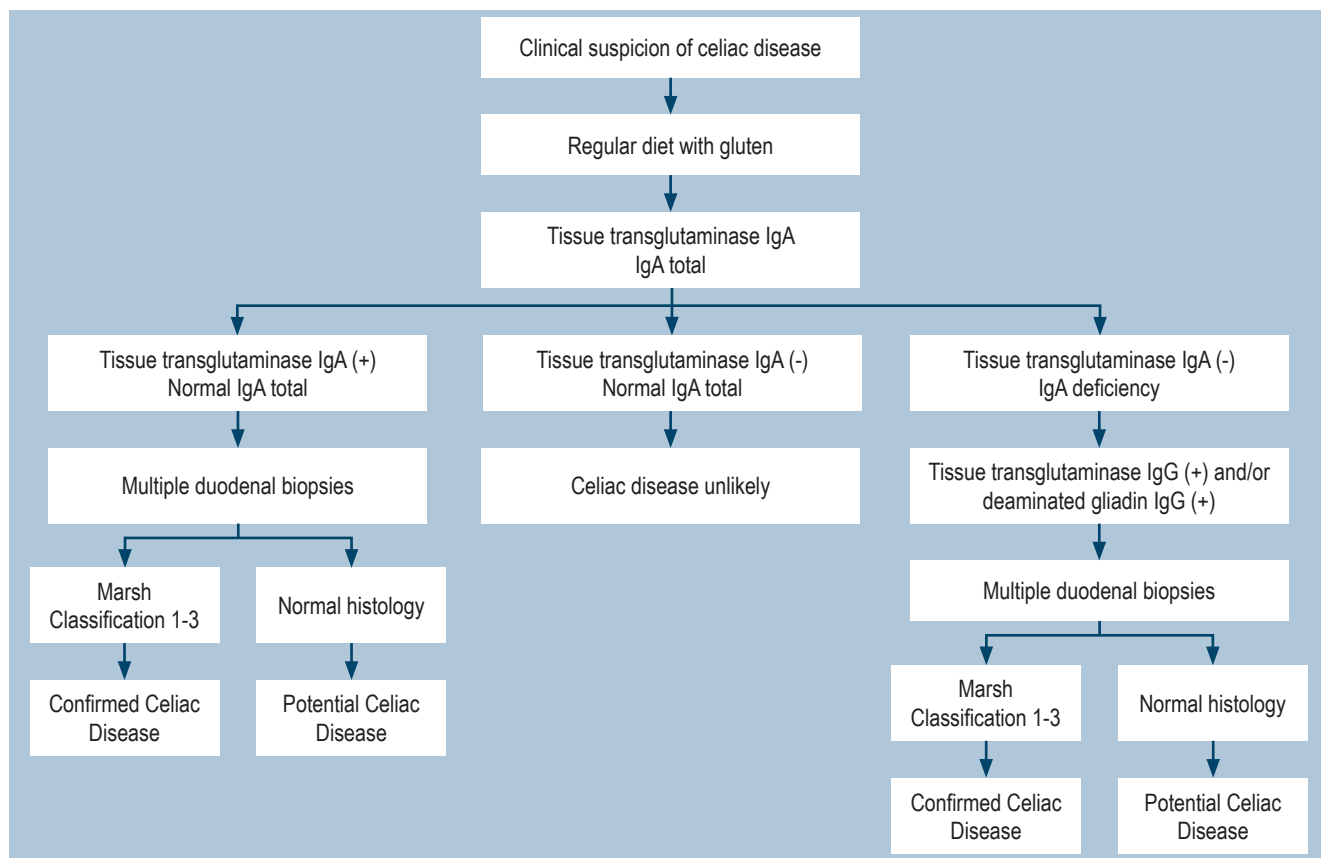 Clinical suspicion of celiac disease
Regular diet with gluten
Tissue transglutaminase IgA
IgA total
Tissue transglutaminase IgA (+)
Normal IgA total
Tissue transglutaminase IgA (-)
Normal IgA total
Tissue transglutaminase IgA (-)
IgA deficiency
Multiple duodenal biopsies
Celiac disease unlikely
Tissue transglutaminase IgG (+) and/or
deaminated gliadin IgG (+)
Marsh
Classification 1-3
Normal histology
Multiple duodenal biopsies
Confirmed Celiac
Disease
Potential Celiac
Disease
Marsh
Classification 1-3
Normal histology
Confirmed Celiac
Disease
Potential Celiac
Disease